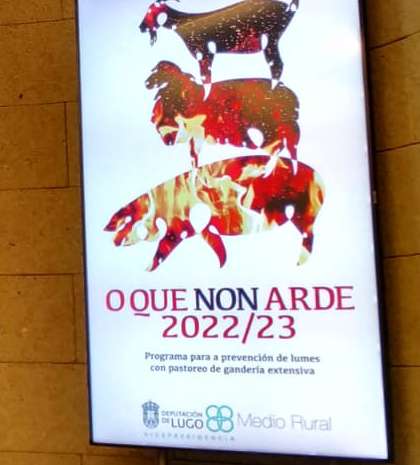 O QUE NON ARDE
2022/23
Programa para a prevención de lumes
con pastoreo de gandería extensiva
DEPUTACIÓN
DE LUGO
VICEPRESIDENCIA
Medio Rural